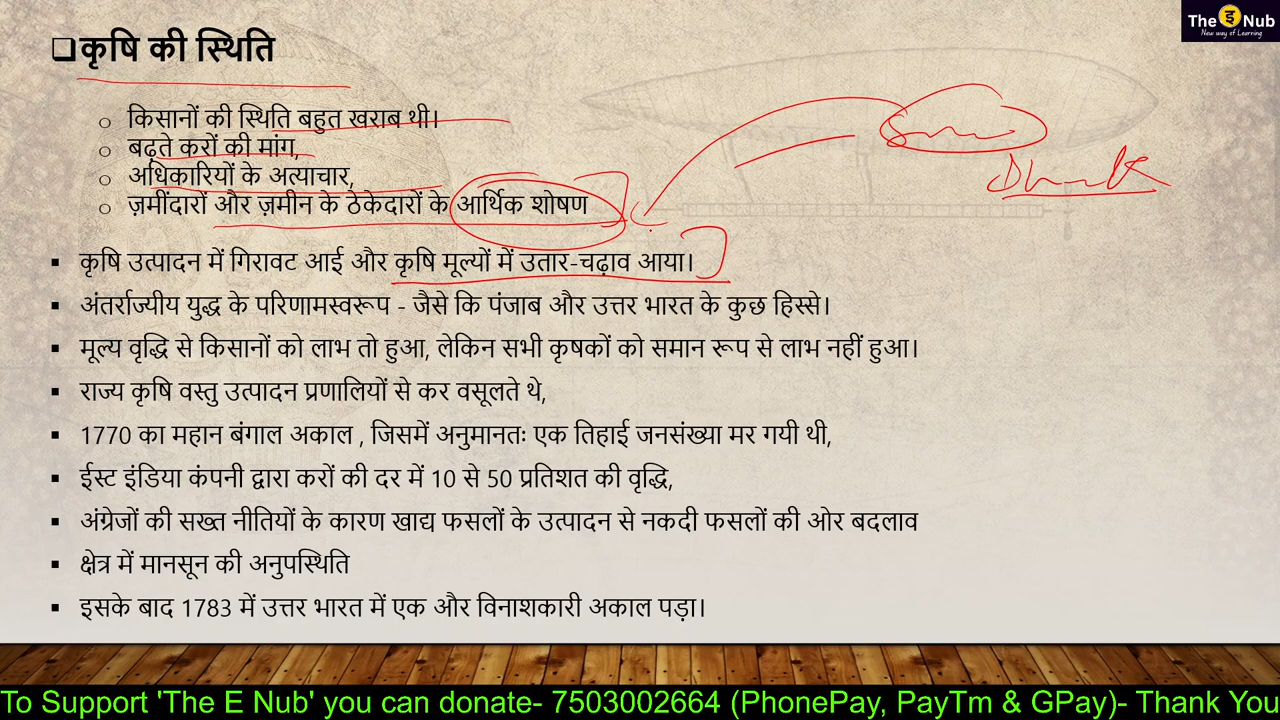 The इ Nub
New way of Learning
❑कृषि की स्थिति
o किसानों की स्थिति बहुत खराब थी।
o बढ़ते करों की मांग,
o अधिकारियों के अत्याचार,
o ज़मींदारों और ज़मीन के ठेकेदारों के आर्थिक शोषण
▪ कृषि उत्पादन में गिरावट आई और कृषि मूल्यों में उतार-चढ़ाव आया।
▪ अंतर्राज्यीय युद्ध के परिणामस्वरूप - जैसे कि पंजाब और उत्तर भारत के कुछ हिस्से।
▪ मूल्य वृद्धि से किसानों को लाभ तो हुआ, लेकिन सभी कृषकों को समान रूप से लाभ नहीं हुआ।
▪ राज्य कृषि वस्तु उत्पादन प्रणालियों से कर वसूलते थे,
▪ 1770 का महान बंगाल अकाल , जिसमें अनुमानतः एक तिहाई जनसंख्या मर गयी थी,
▪ ईस्ट इंडिया कंपनी द्वारा करों की दर में 10 से 50 प्रतिशत की वृद्धि,
▪ अंग्रेजों की सख्त नीतियों के कारण खाद्य फसलों के उत्पादन से नकदी फसलों की ओर बदलाव
▪ क्षेत्र में मानसून की अनुपस्थिति
▪ इसके बाद 1783 में उत्तर भारत में एक और विनाशकारी अकाल पड़ा।
To Support 'The E Nub' you can donate- 7503002664 (PhonePay, PayTm & GPay)- Thank You